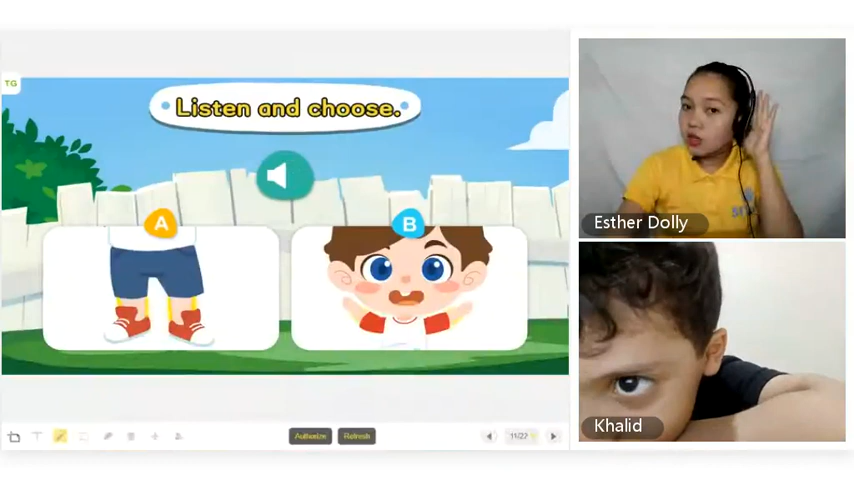 TG
Listen and choose.
A
B
Esther Dolly
Khalid
Authorize
Refresh
11/22